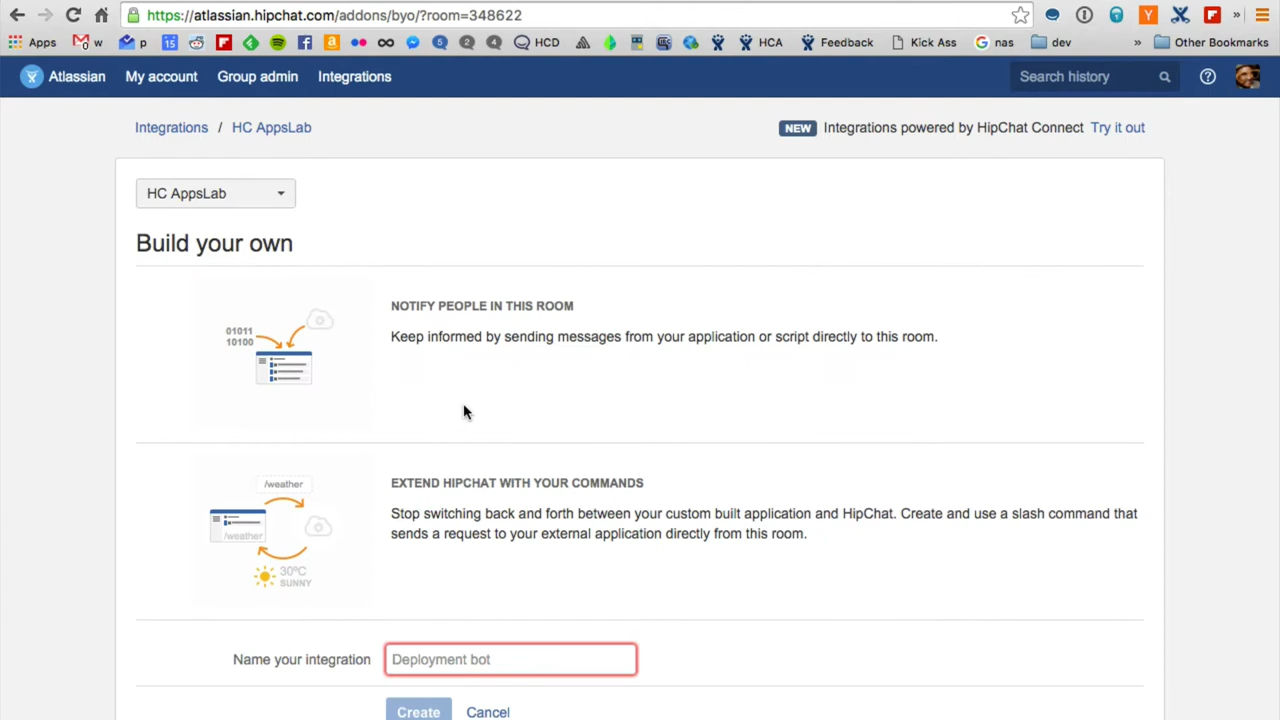 https://atlassian.hipchat.com/addons/byo/?room=348622
Apps w p HCD HCA Feedback Kick Ass nas dev » Other Bookmarks
Atlassian My account Group admin Integrations Search history
Integrations / HC AppsLab NEW Integrations powered by HipChat Connect Try it out
HC AppsLab
Build your own
NOTIFY PEOPLE IN THIS ROOM
01011
10100
Keep informed by sending messages from your application or script directly to this room.
EXTEND HIPCHAT WITH YOUR COMMANDS
/weather
Stop switching back and forth between your custom built application and HipChat. Create and use a slash command that
sends a request to your external application directly from this room.
/weather
30°C
SUNNY
Name your integration Deployment bot
Create Cancel